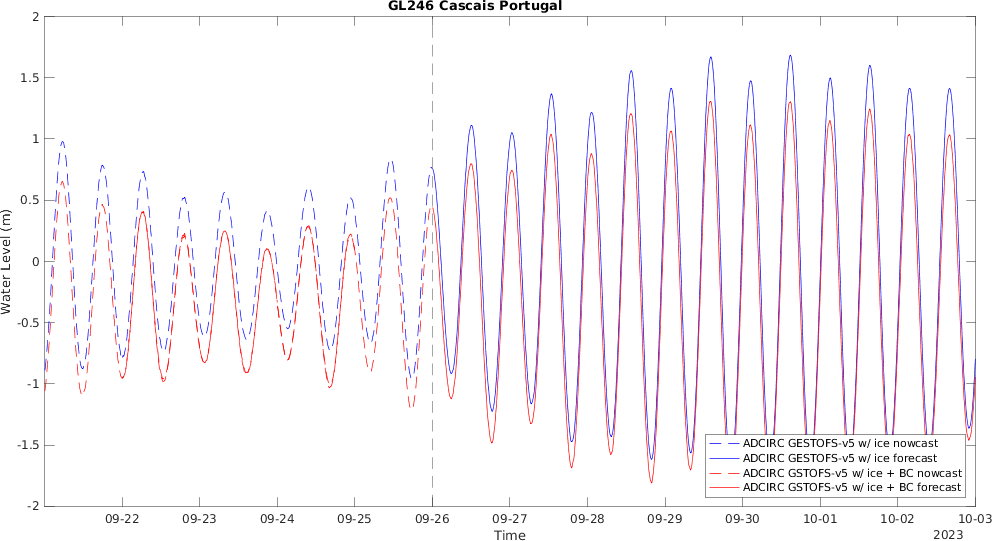 GL246 Cascais Portugal
2
1.5
1
0.5
0
-0.5
-1
-1.5
-2
Water Level (m)
ADCIRC GESTOFS-v5 w/ ice nowcast
ADCIRC GESTOFS-v5 w/ ice forecast
ADCIRC GSTOFS-v5 w/ ice + BC nowcast
ADCIRC GSTOFS-v5 w/ ice + BC forecast
09-22 09-23 09-24 09-25 09-26 09-27 09-28 09-29 09-30 10-01 10-02 10-03
Time
2023